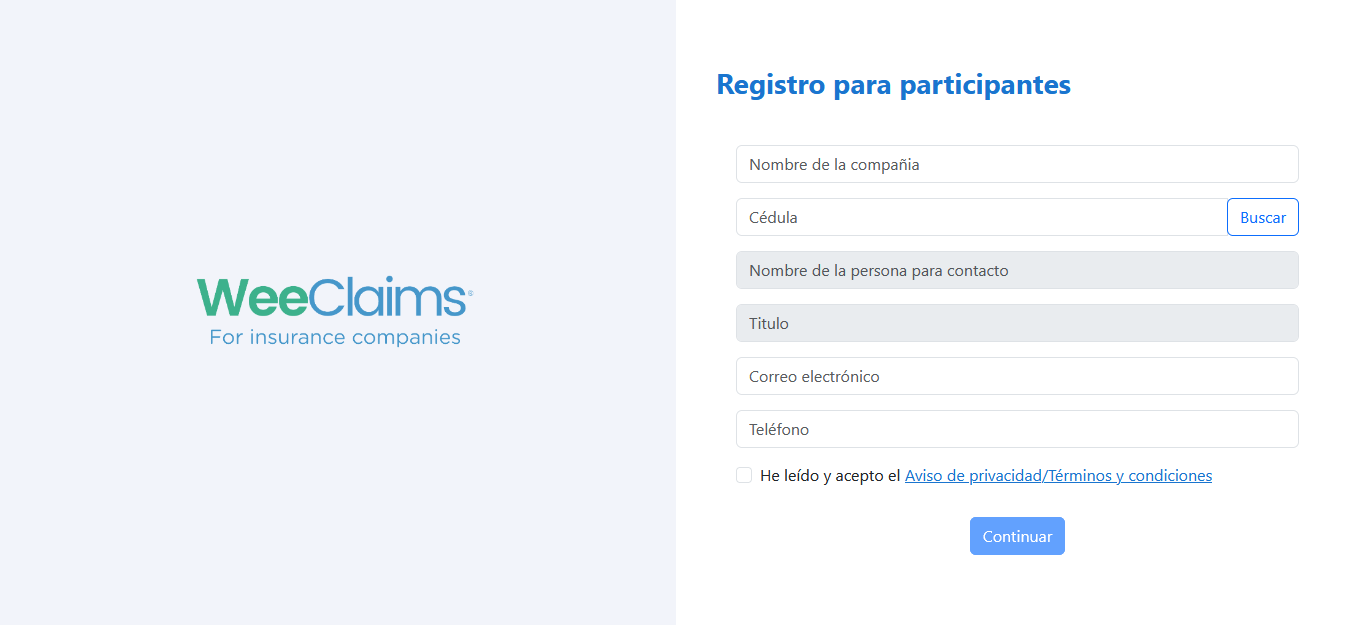 WeeClaims®
For insurance companies
Registro para participantes
Nombre de la compañia
Cédula
Buscar
Nombre de la persona para contacto
Titulo
Correo electrónico
Teléfono
He leído y acepto el Aviso de privacidad/Términos y condiciones
Continuar